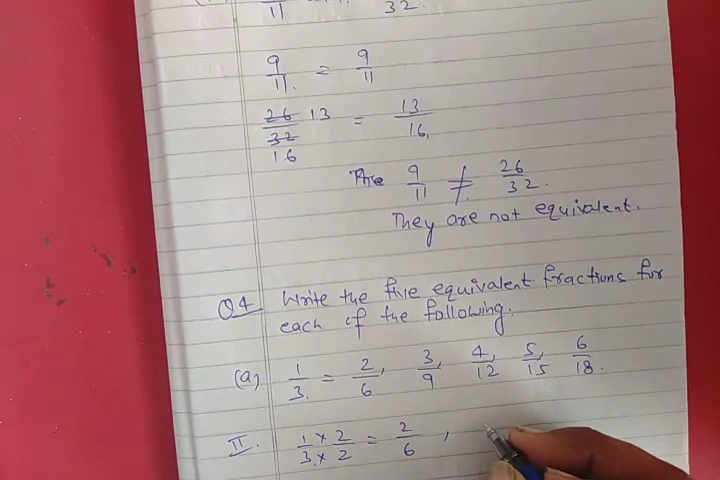 11 32.
9/11. = 9/11
26/32 13/16 = 13/16.
9/11 ≠ 26/32.
They are not equivalent.
Q4 Write the five equivalent fractions for
each of the following.
(a) 1/3. = 2/6, 3/9, 4/12, 5/15, 6/18.
II. 1/3 × 2/2 = 2/6,